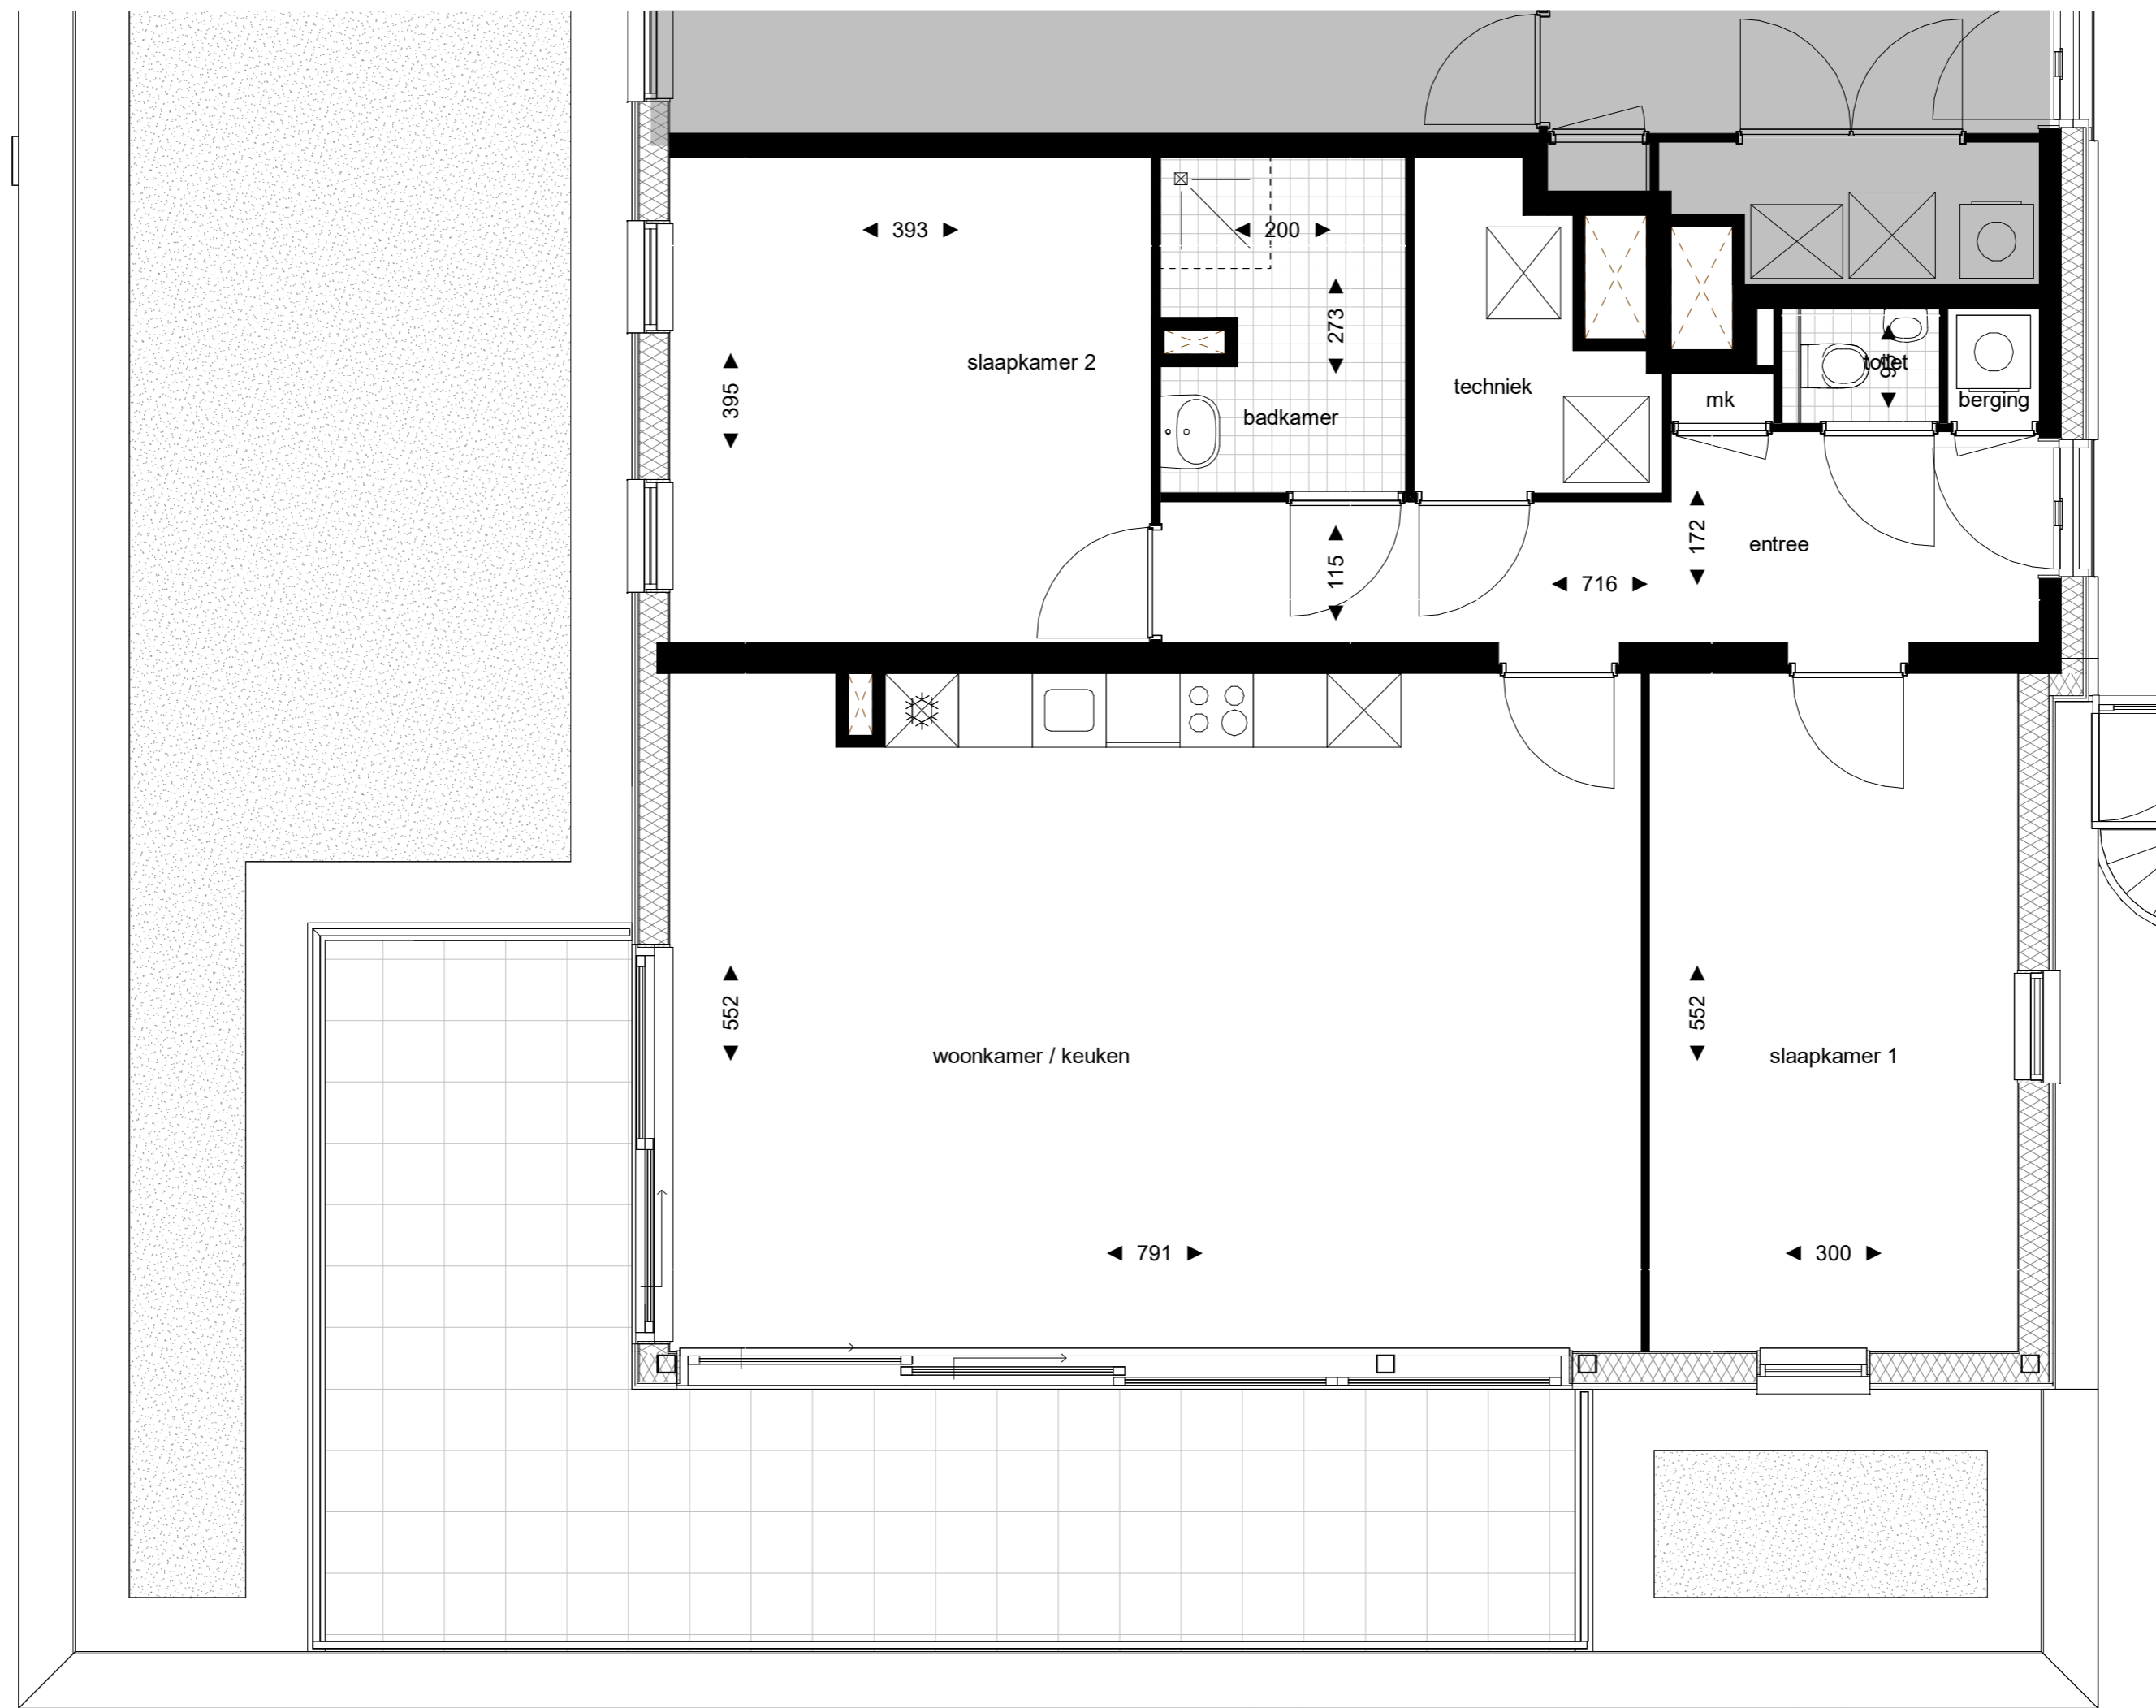 393
200
273
slaapkamer 2
395
badkamer
techniek
toilet
mk
berging
115
172
entree
716
552
woonkamer / keuken
552
slaapkamer 1
791
300